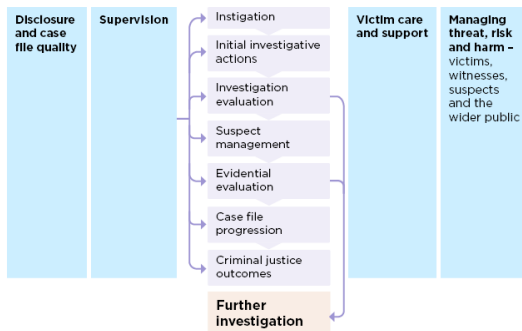 Disclosure
and case
file quality
Supervision
Instigation
Initial investigative
actions
Investigation
evaluation
Suspect
management
Evidential
evaluation
Case file
progression
Criminal justice
outcomes
Further
investigation
Victim care
and support
Managing
threat, risk
and harm –
victims,
witnesses,
suspects
and the
wider public